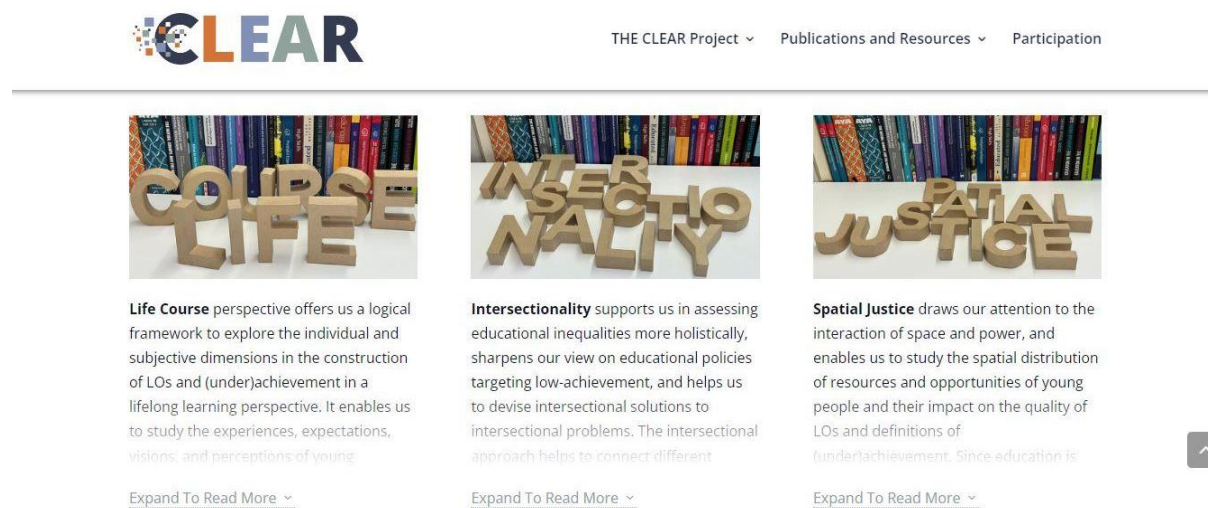 CLEAR
THE CLEAR Project
Publications and Resources
Participation
COURSE
LIFE
INTER
SECTIO
NALITY
SPATIAL
JUSTICE
Life Course perspective offers us a logical
framework to explore the individual and
subjective dimensions in the construction
of LOs and (under)achievement in a
lifelong learning perspective. It enables us
to study the experiences, expectations,
visions, and perceptions of young
Expand To Read More
Intersectionality supports us in assessing
educational inequalities more holistically,
sharpens our view on educational policies
targeting low-achievement, and helps us
to devise intersectional solutions to
intersectional problems. The intersectional
approach helps to connect different
Expand To Read More
Spatial Justice draws our attention to the
interaction of space and power, and
enables us to study the spatial distribution
of resources and opportunities of young
people and their impact on the quality of
LOs and definitions of
(under)achievement. Since education is
Expand To Read More